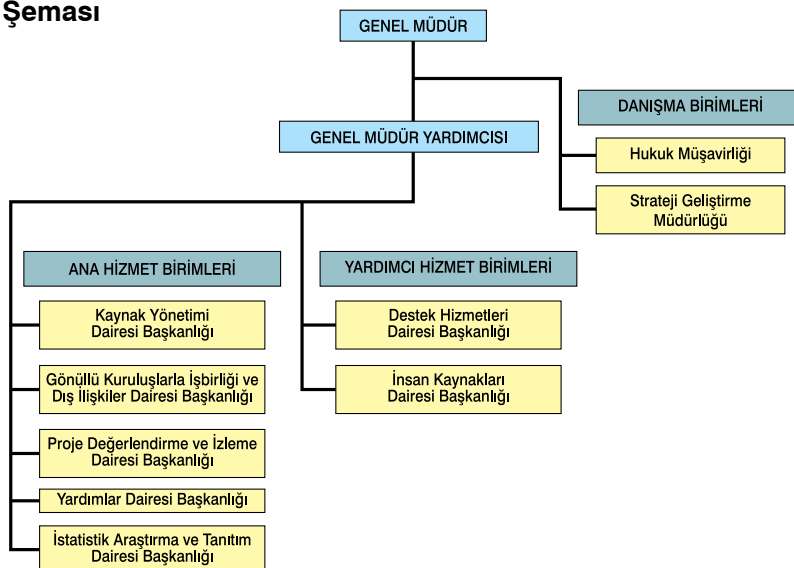 Şeması
GENEL MÜDÜR
DANIŞMA BİRİMLERİ
GENEL MÜDÜR YARDIMCISI
Hukuk Müşavirliği
Strateji Geliştirme
Müdürlüğü
ANA HİZMET BİRİMLERİ
YARDIMCI HİZMET BİRİMLERİ
Kaynak Yönetimi
Dairesi Başkanlığı
Gönüllü Kuruluşlarla İşbirliği ve
Dış İlişkiler Dairesi Başkanlığı
Proje Değerlendirme ve İzleme
Dairesi Başkanlığı
Yardımlar Dairesi Başkanlığı
İstatistik Araştırma ve Tanıtım
Dairesi Başkanlığı
Destek Hizmetleri
Dairesi Başkanlığı
İnsan Kaynakları
Dairesi Başkanlığı